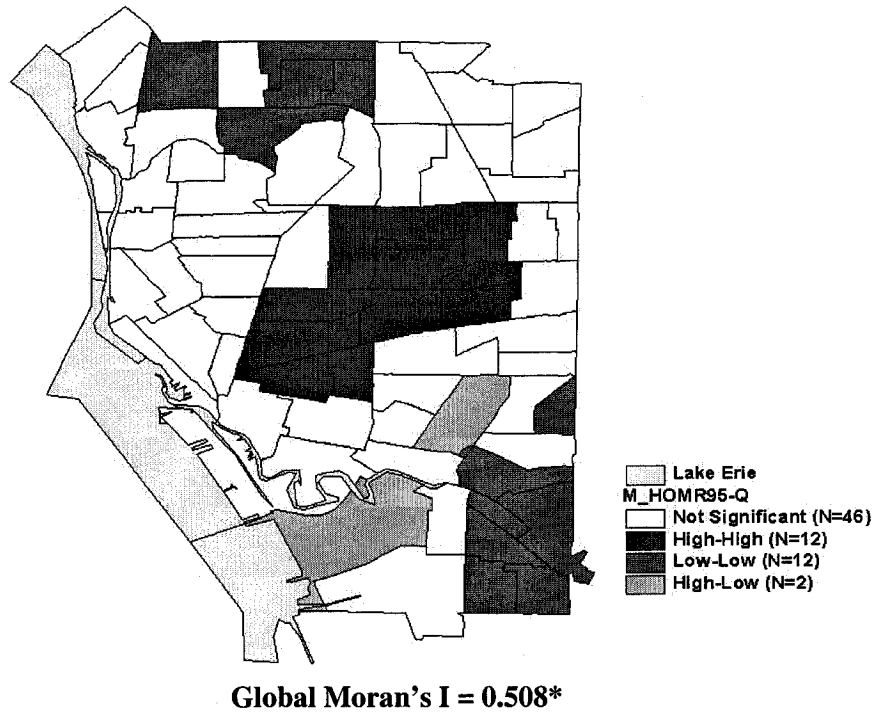 Lake Erie
M_HOMR95-Q
Not Significant (N=46)
High-High (N=12)
Low-Low (N=12)
High-Low (N=2)
Global Moran's I = 0.508*